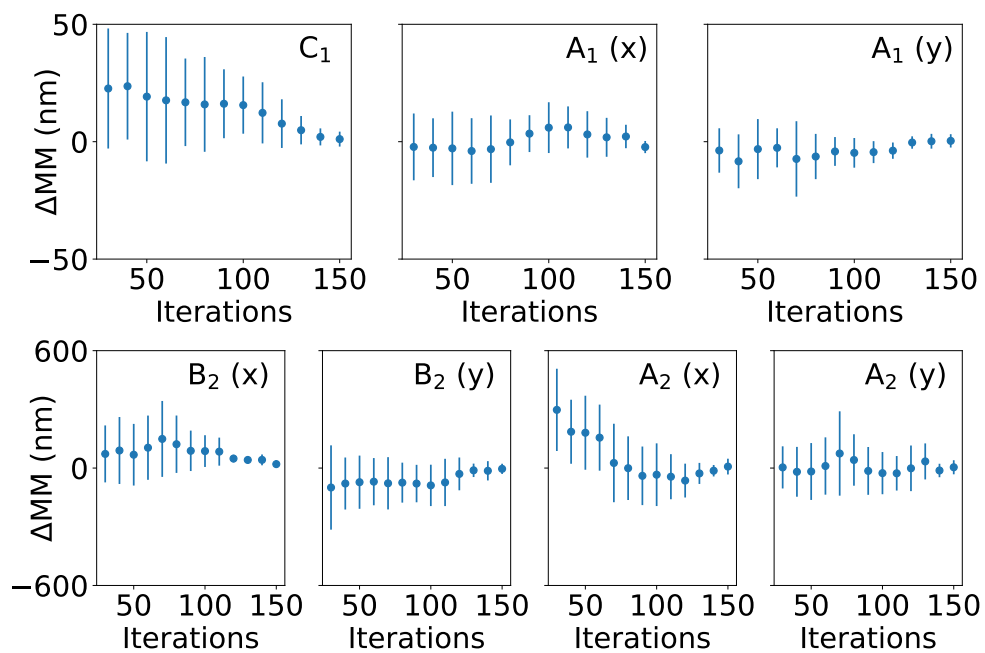 50
0
−50
ΔMM (nm)
C₁
50 100 150
Iterations
A₁ (x)
50 100 150
Iterations
A₁ (y)
50 100 150
Iterations
600
0
−600
ΔMM (nm)
B₂ (x)
50 100 150
Iterations
B₂ (y)
50 100 150
Iterations
A₂ (x)
50 100 150
Iterations
A₂ (y)
50 100 150
Iterations